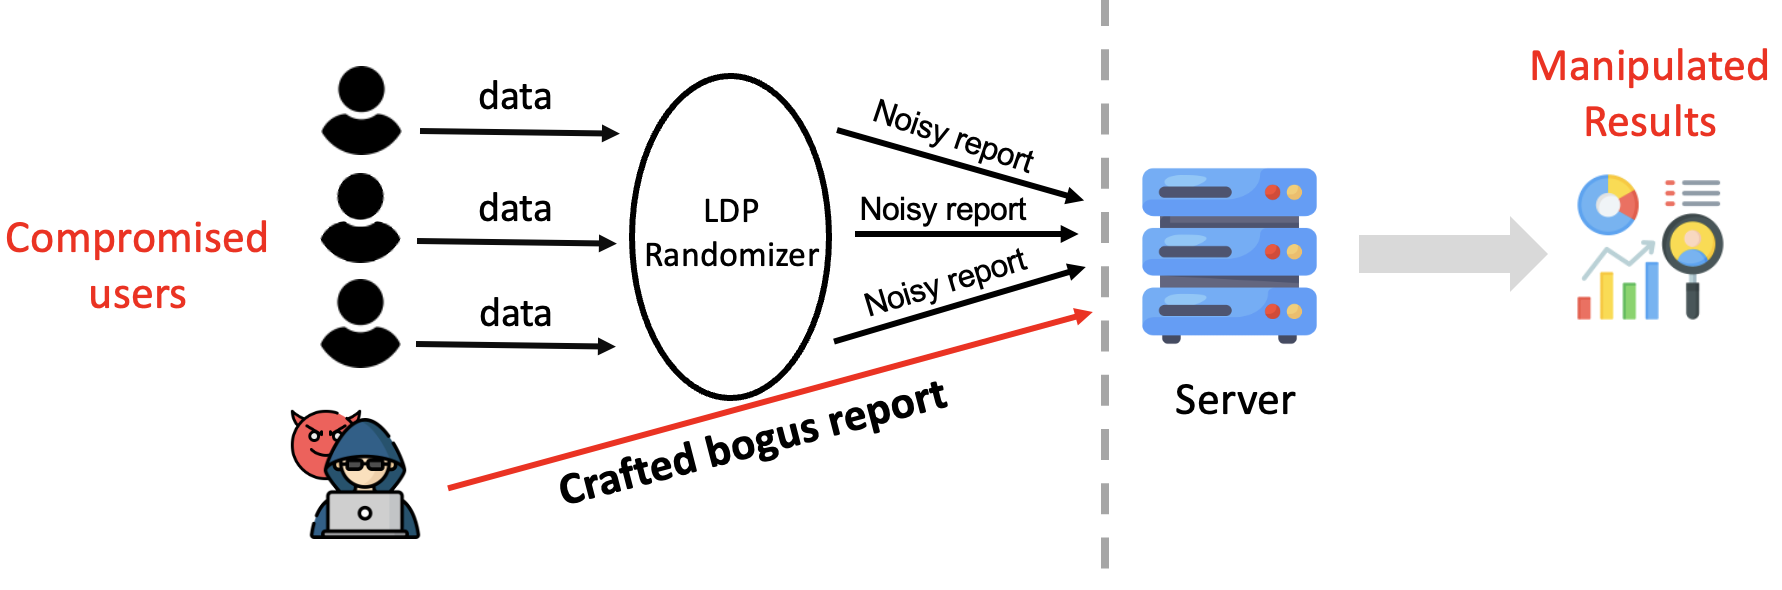 Compromised
users
data
data
data
LDP
Randomizer
Noisy report
Noisy report
Noisy report
Crafted bogus report
Server
Manipulated
Results